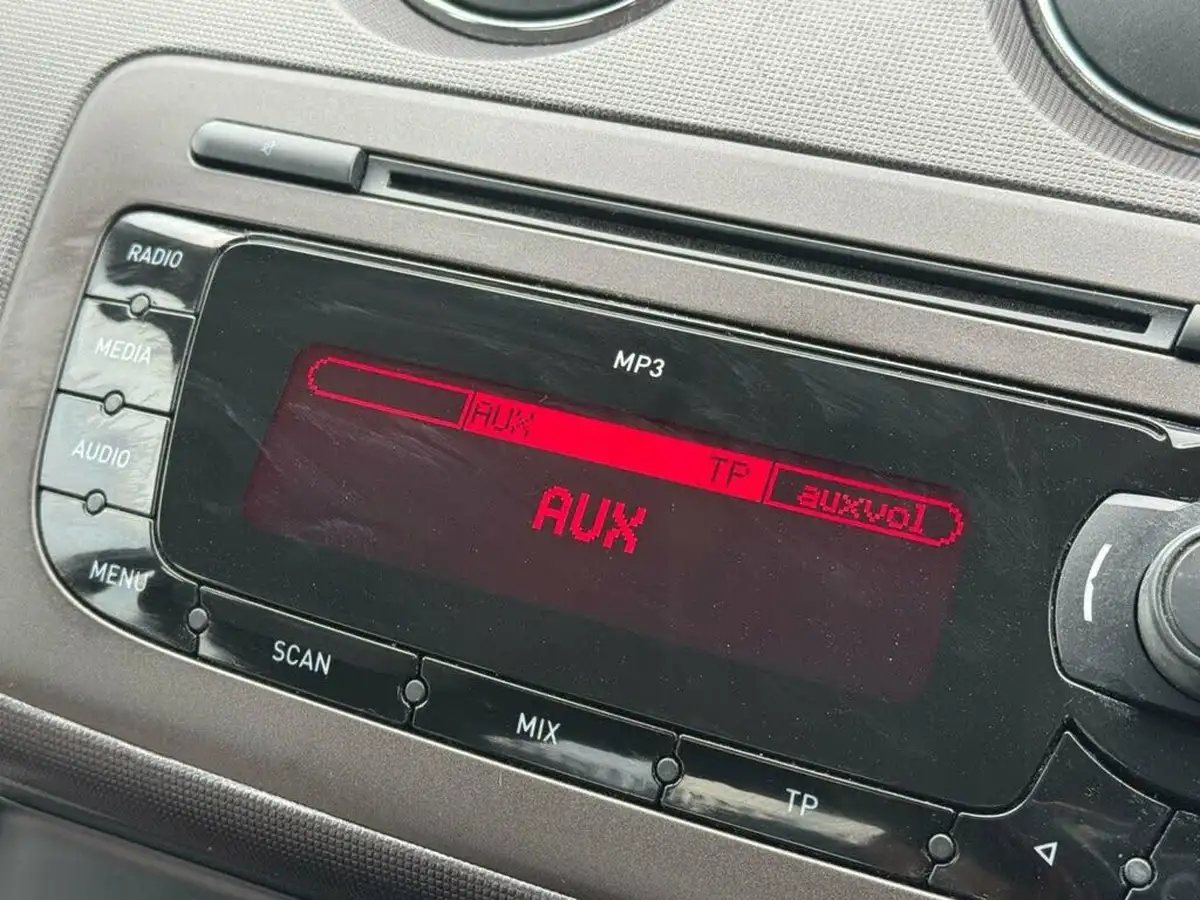 RADIO
MEDIA
AUDIO
MENU
MP3
AUX TP auxvol
AUX
SCAN
MIX
TP